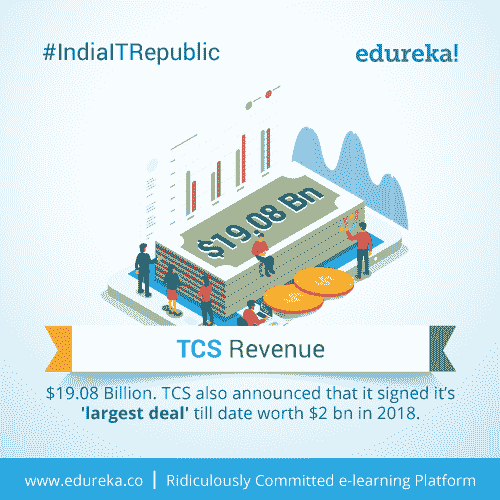 #IndiaITRepublic
edureka!
$19.08 Bn
TCS Revenue
$19.08 Billion. TCS also announced that it signed it's
'largest deal' till date worth $2 bn in 2018.
www.edureka.co | Ridiculously Committed e-learning Platform